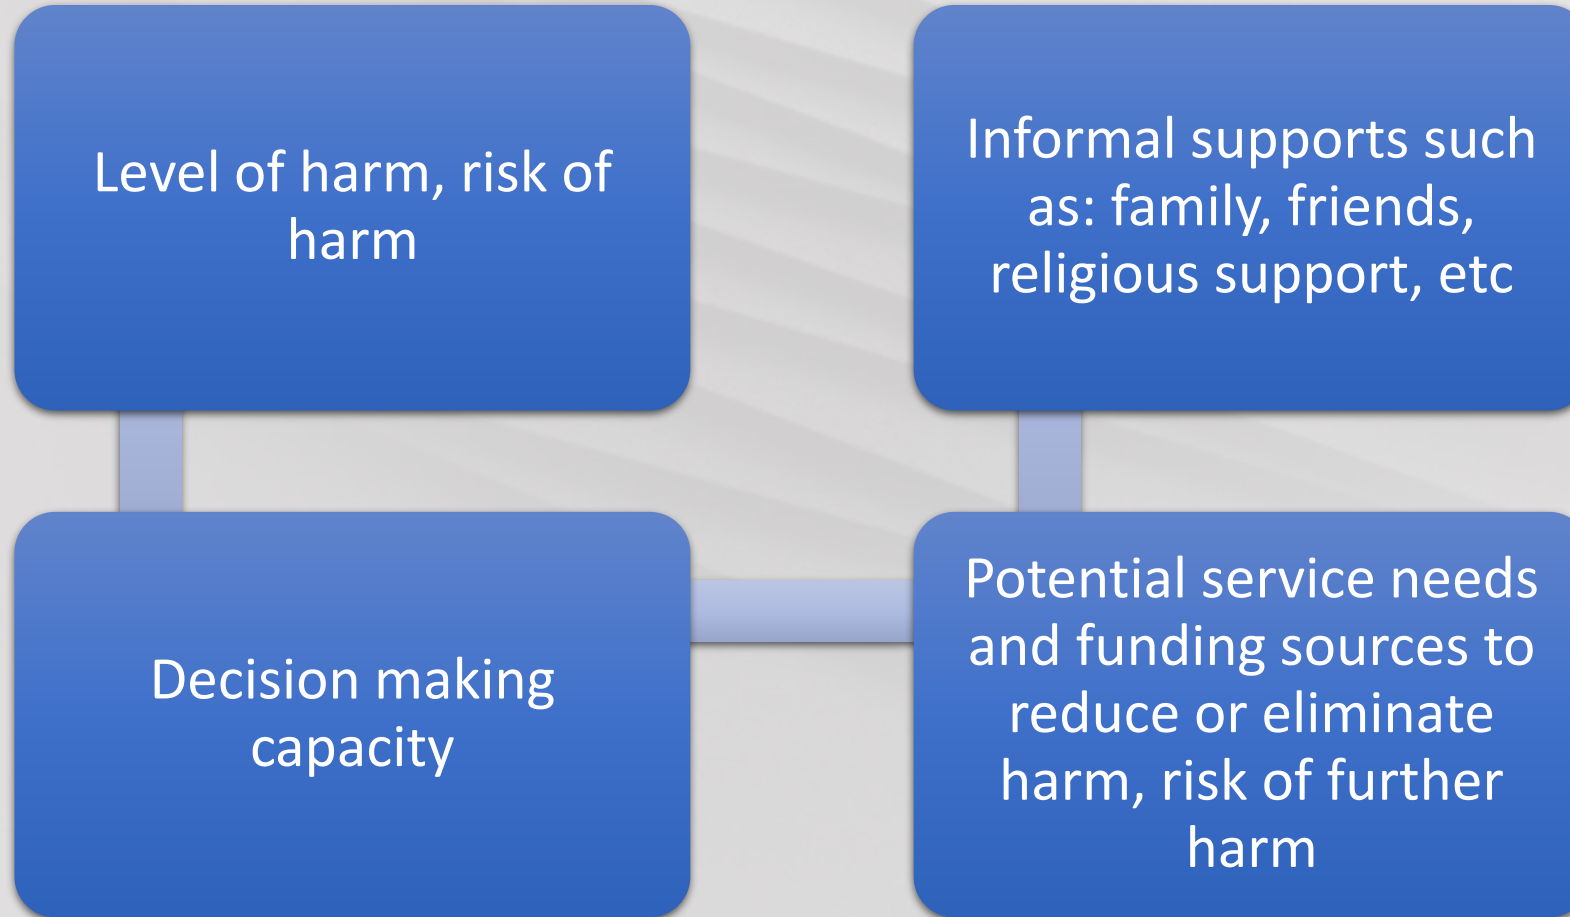 Level of harm, risk of
harm
Decision making
capacity
Potential service needs
and funding sources to
reduce or eliminate
harm, risk of further
harm
Informal supports such
as: family, friends,
religious support, etc